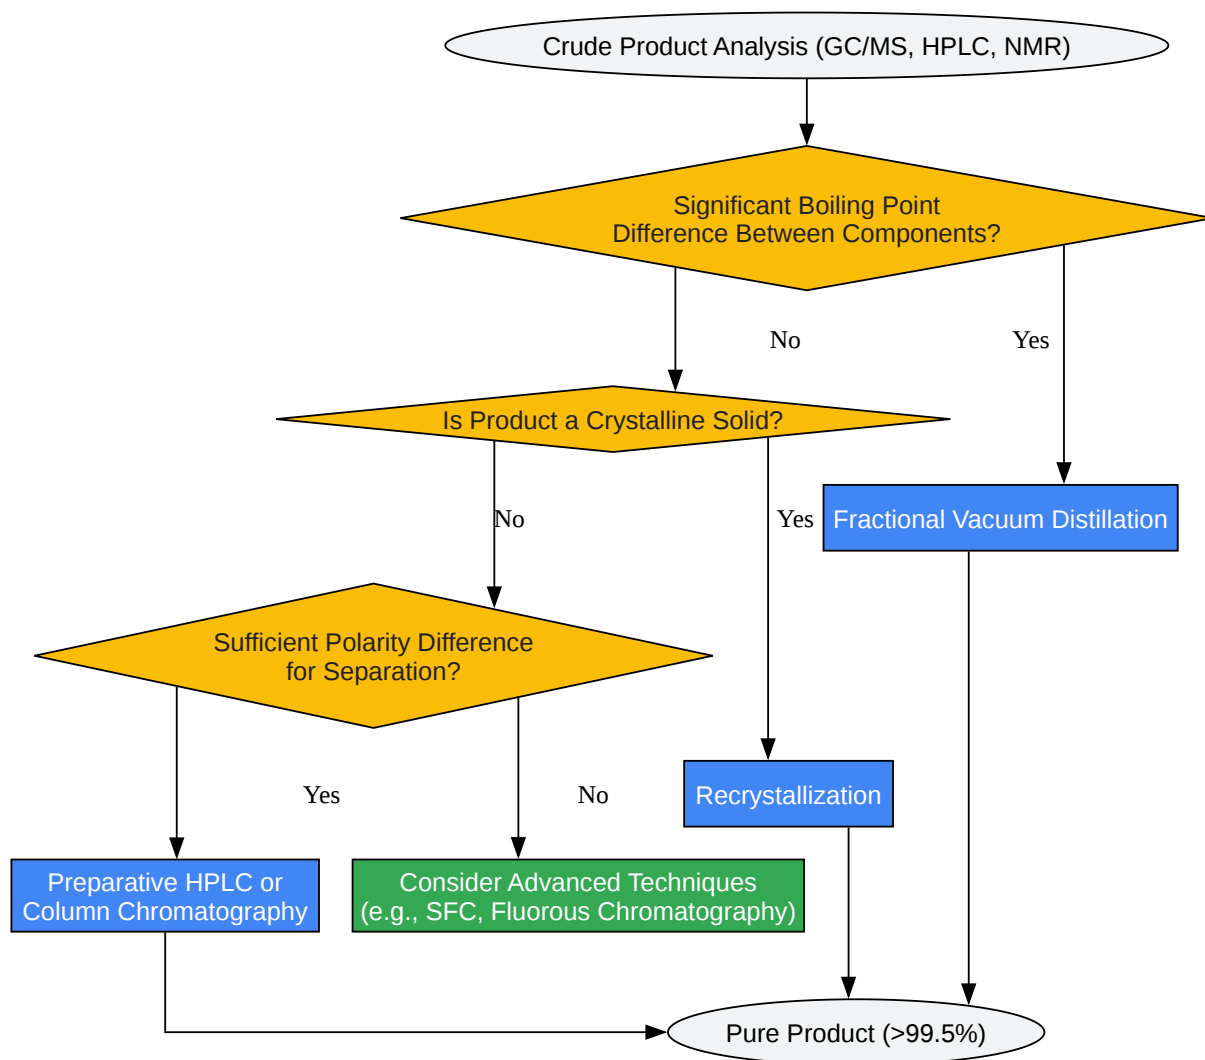 Crude Product Analysis (GC/MS, HPLC, NMR)
Significant Boiling Point
Difference Between Components?
No
Yes
Is Product a Crystalline Solid?
No
Yes
Fractional Vacuum Distillation
Sufficient Polarity Difference
for Separation?
Yes
No
Recrystallization
Preparative HPLC or
Column Chromatography
Consider Advanced Techniques
(e.g., SFC, Fluorous Chromatography)
Pure Product (>99.5%)